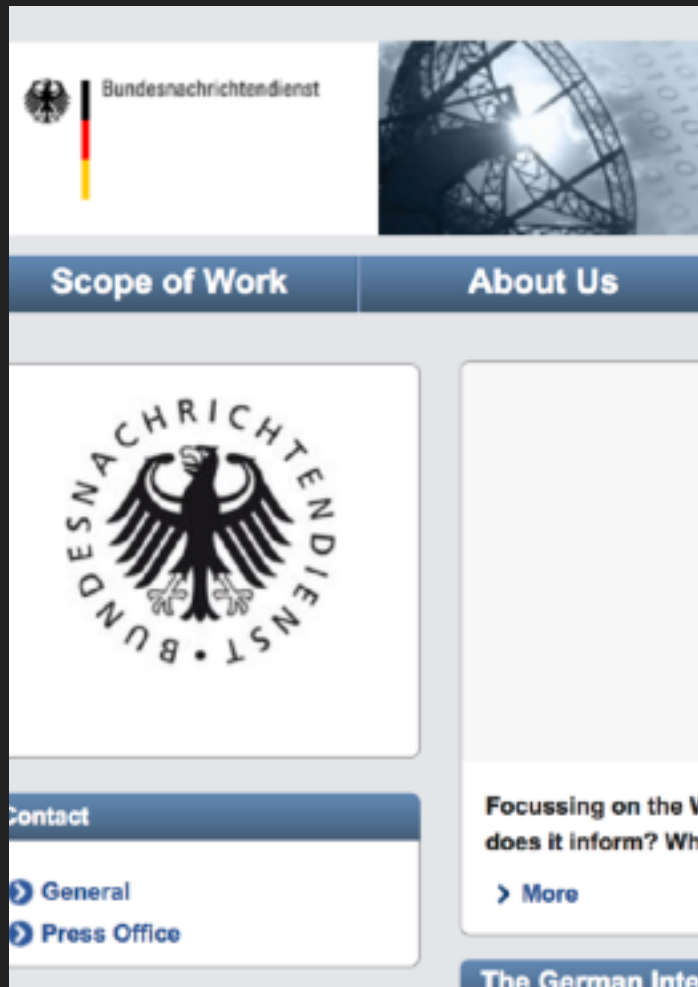 Bundesnachrichtendienst
Scope of Work
About Us
BUNDESNACHRICHTENDIENST •
Contact
General
Press Office
Focussing on the
does it inform?
More
The German